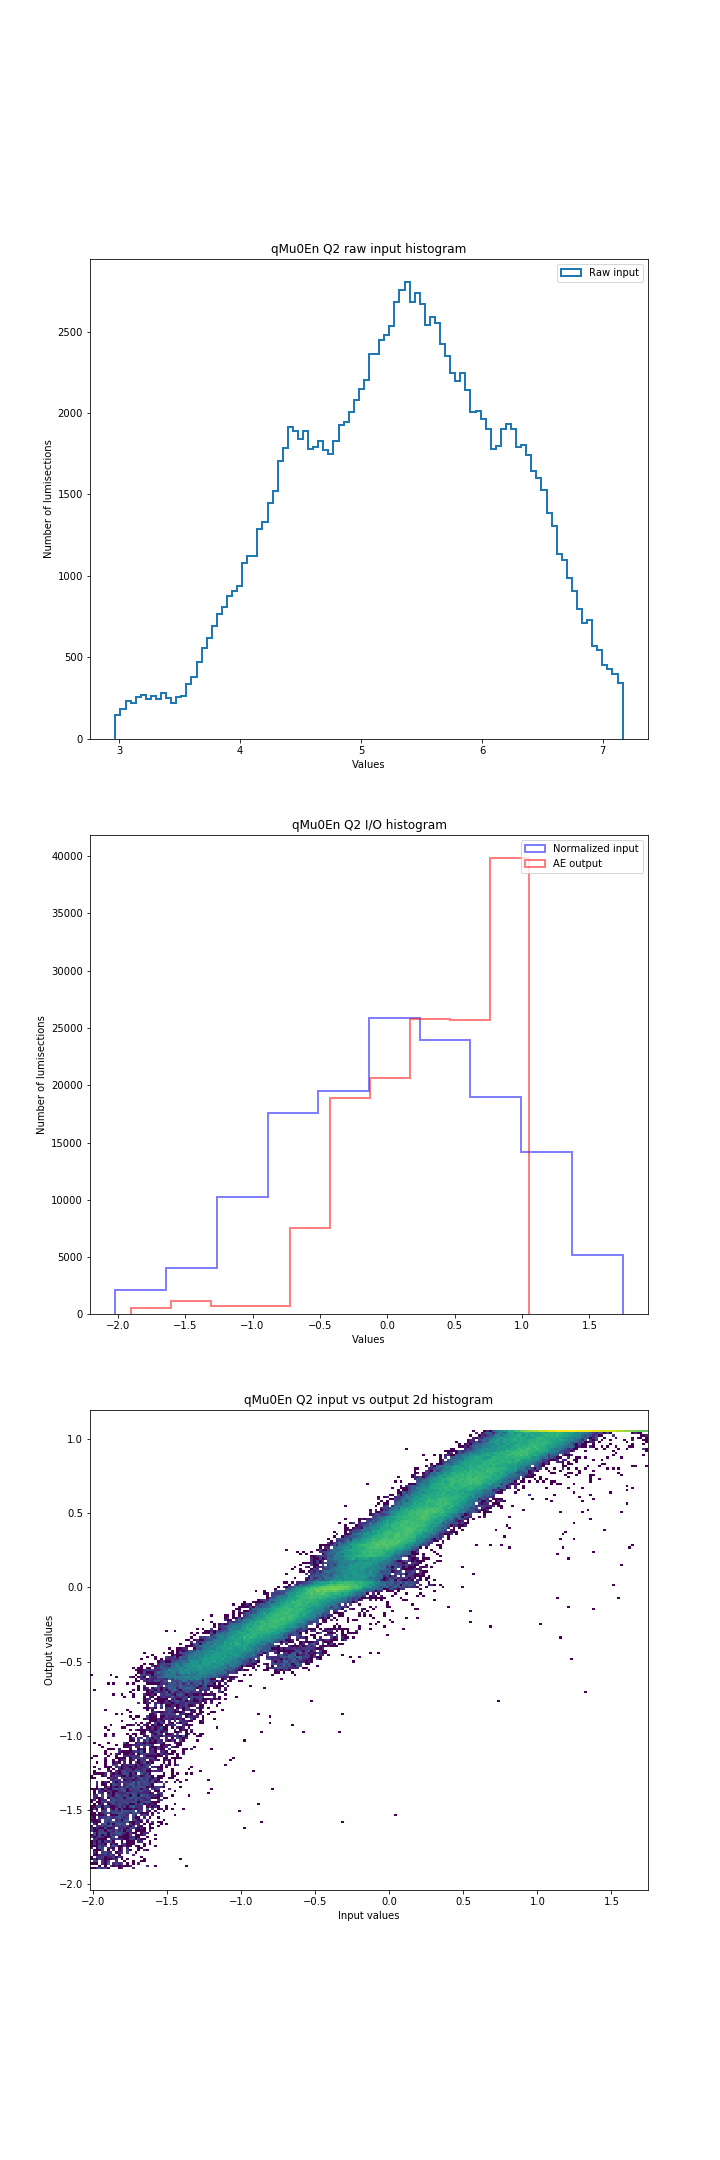 qMu0En Q2 raw input histogram
Raw input
Number of lumisections
2500
2000
1500
1000
500
0
3 4 5 6 7
Values
qMu0En Q2 I/O histogram
Normalized input
AE output
Number of lumisections
40000
35000
30000
25000
20000
15000
10000
5000
0
−2.0 −1.5 −1.0 −0.5 0.0 0.5 1.0 1.5
Values
qMu0En Q2 input vs output 2d histogram
Output values
1.0
0.5
0.0
−0.5
−1.0
−1.5
−2.0
−2.0 −1.5 −1.0 −0.5 0.0 0.5 1.0 1.5
Input values